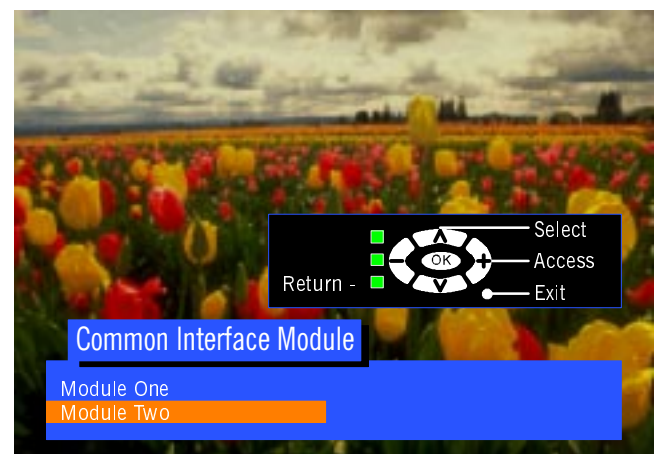 Select
OK
Access
Return -
Exit
Common Interface Module
Module One
Module Two